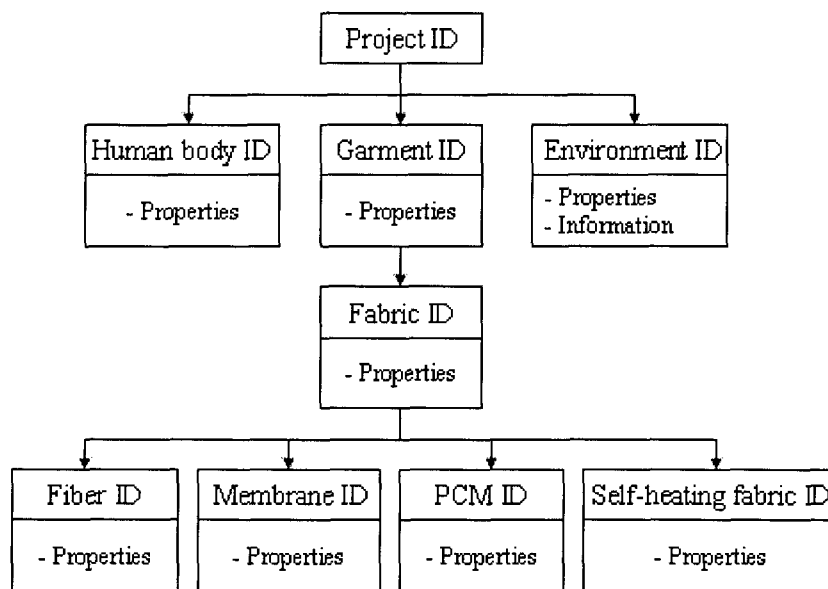 Project ID
Human body ID
- Properties
Garment ID
- Properties
Environment ID
- Properties
- Information
Fabric ID
- Properties
Fiber ID
- Properties
Membrane ID
- Properties
PCM ID
- Properties
Self-heating fabric ID
- Properties